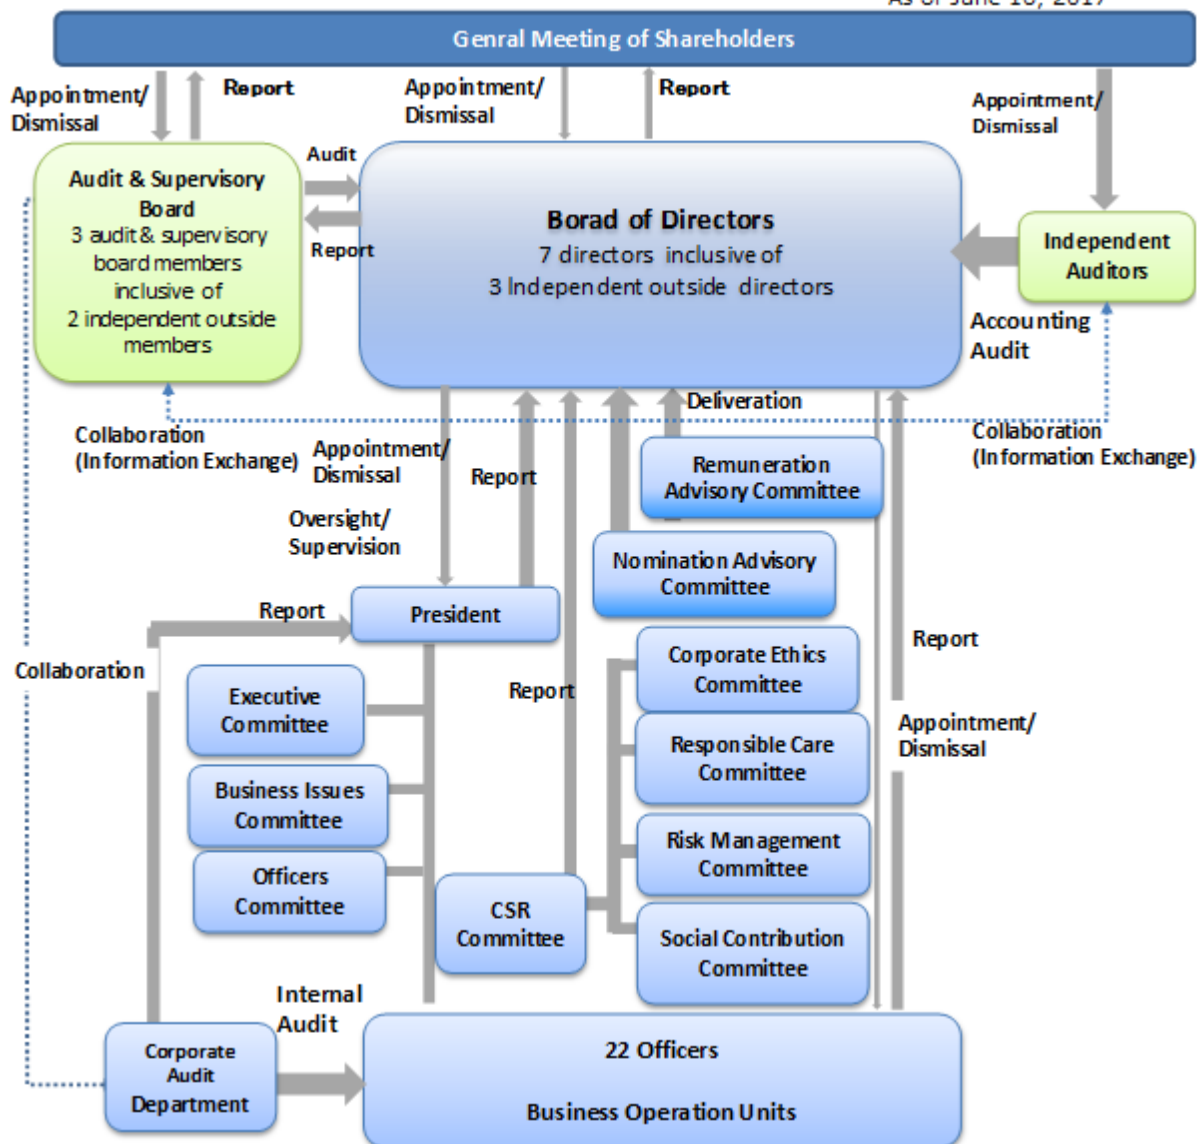 As of June 16, 2017
Genral Meeting of Shareholders
Appointment/
Dismissal
Report
Appointment/
Dismissal
Report
Appointment/
Dismissal
Audit & Supervisory
Board
3 audit & supervisory
board members
inclusive of
2 independent outside
members
Audit
Report
Borad of Directors
7 directors inclusive of
3 Independent outside directors
Independent
Auditors
Accounting
Audit
Collaboration
(Information Exchange)
Appointment/
Dismissal
Oversight/
Supervision
Report
Deliveration
Collaboration
(Information Exchange)
Remuneration
Advisory Committee
Nomination Advisory
Committee
Report
President
Collaboration
Executive
Committee
Business Issues
Committee
Officers
Committee
Report
CSR
Committee
Corporate Ethics
Committee
Responsible Care
Committee
Risk Management
Committee
Social Contribution
Committee
Report
Appointment/
Dismissal
Internal
Audit
Corporate
Audit
Department
22 Officers
Business Operation Units